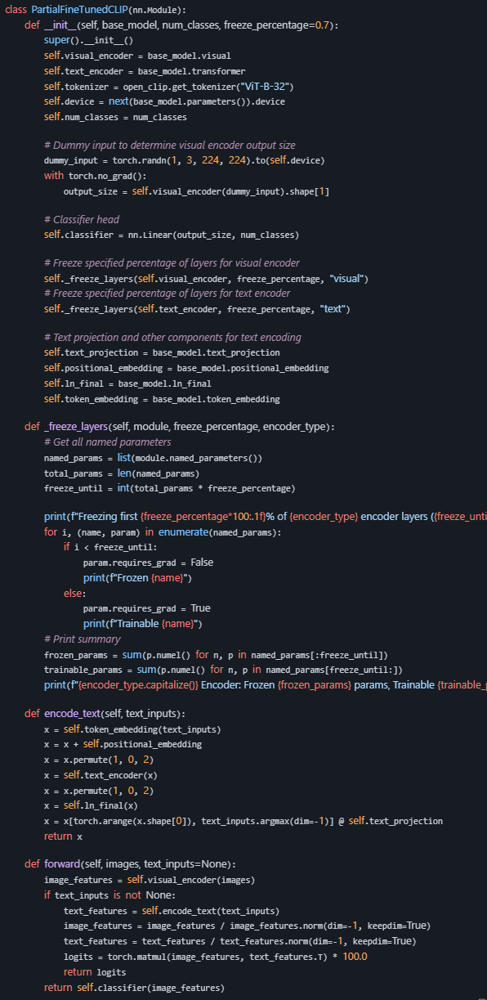 class PartialFineTunedCLIP(nn.Module):
    def __init__(self, base_model, num_classes, freeze_percentage=0.7):
        super().__init__()
        self.visual_encoder = base_model.visual
        self.text_encoder = base_model.transformer
        self.tokenizer = open_clip.get_tokenizer("ViT-B-32")
        self.device = next(base_model.parameters()).device
        self.num_classes = num_classes

        # Dummy input to determine visual encoder output size
        dummy_input = torch.randn(1, 3, 224, 224).to(self.device)
        with torch.no_grad():
            output_size = self.visual_encoder(dummy_input).shape[1]

        # Classifier head
        self.classifier = nn.Linear(output_size, num_classes)

        # Freeze specified percentage of layers for visual encoder
        self._freeze_layers(self.visual_encoder, freeze_percentage, "visual")
        # Freeze specified percentage of layers for text encoder
        self._freeze_layers(self.text_encoder, freeze_percentage, "text")

        # Text projection and other components for text encoding
        self.text_projection = base_model.text_projection
        self.positional_embedding = base_model.positional_embedding
        self.ln_final = base_model.ln_final
        self.token_embedding = base_model.token_embedding

    def _freeze_layers(self, module, freeze_percentage, encoder_type):
        # Get all named parameters
        named_params = list(module.named_parameters())
        total_params = len(named_params)
        freeze_until = int(total_params * freeze_percentage)

        print(f"Freezing first {freeze_percentage*100:.1f}% of {encoder_type} encoder layers ({freeze_unti
        for i, (name, param) in enumerate(named_params):
            if i < freeze_until:
                param.requires_grad = False
                print(f"Frozen {name}")
            else:
                param.requires_grad = True
                print(f"Trainable {name}")
        # Print summary
        frozen_params = sum(p.numel() for n, p in named_params[:freeze_until])
        trainable_params = sum(p.numel() for n, p in named_params[freeze_until:])
        print(f"{encoder_type.capitalize()} Encoder: Frozen {frozen_params} params, Trainable {trainable_p

    def encode_text(self, text_inputs):
        x = self.token_embedding(text_inputs)
        x = x + self.positional_embedding
        x = x.permute(1, 0, 2)
        x = self.text_encoder(x)
        x = x.permute(1, 0, 2)
        x = self.ln_final(x)
        x = x[torch.arange(x.shape[0]), text_inputs.argmax(dim=-1)] @ self.text_projection
        return x

    def forward(self, images, text_inputs=None):
        image_features = self.visual_encoder(images)
        if text_inputs is not None:
            text_features = self.encode_text(text_inputs)
            image_features = image_features / image_features.norm(dim=-1, keepdim=True)
            text_features = text_features / text_features.norm(dim=-1, keepdim=True)
            logits = torch.matmul(image_features, text_features.T) * 100.0
            return logits
        return self.classifier(image_features)